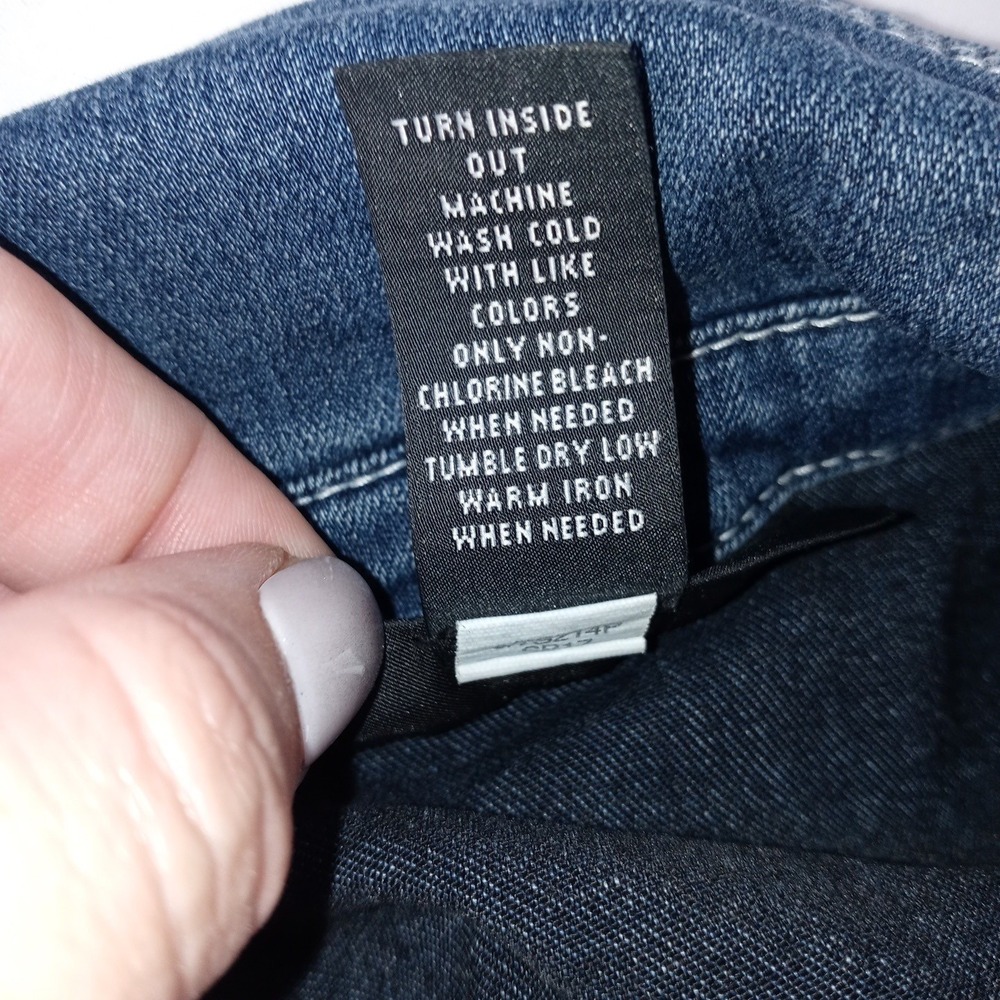 TURN INSIDE
OUT
MACHINE
WASH COLD
WITH LIKE
COLORS
ONLY NON-
CHLORINE BLEACH
WHEN NEEDED
TUMBLE DRY LOW
WARM IRON
WHEN NEEDED